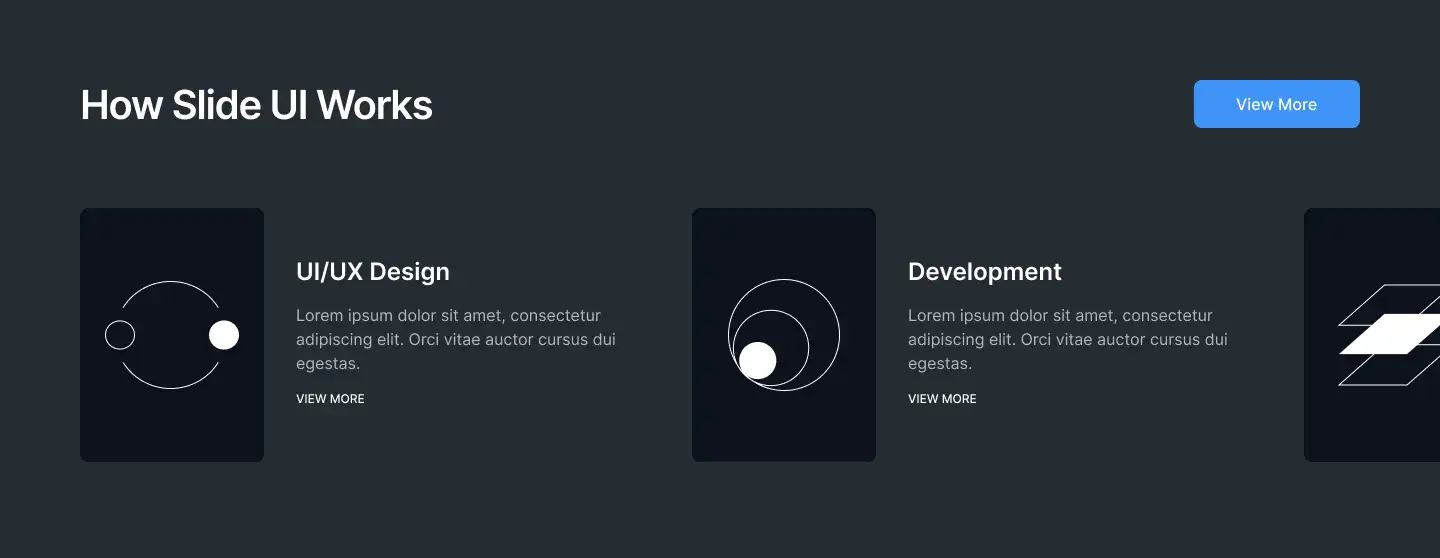 How Slide UI Works
View More
UI/UX Design
Lorem ipsum dolor sit amet, consectetur
adipiscing elit. Orci vitae auctor cursus dui
egestas.
VIEW MORE
Development
Lorem ipsum dolor sit amet, consectetur
adipiscing elit. Orci vitae auctor cursus dui
egestas.
VIEW MORE